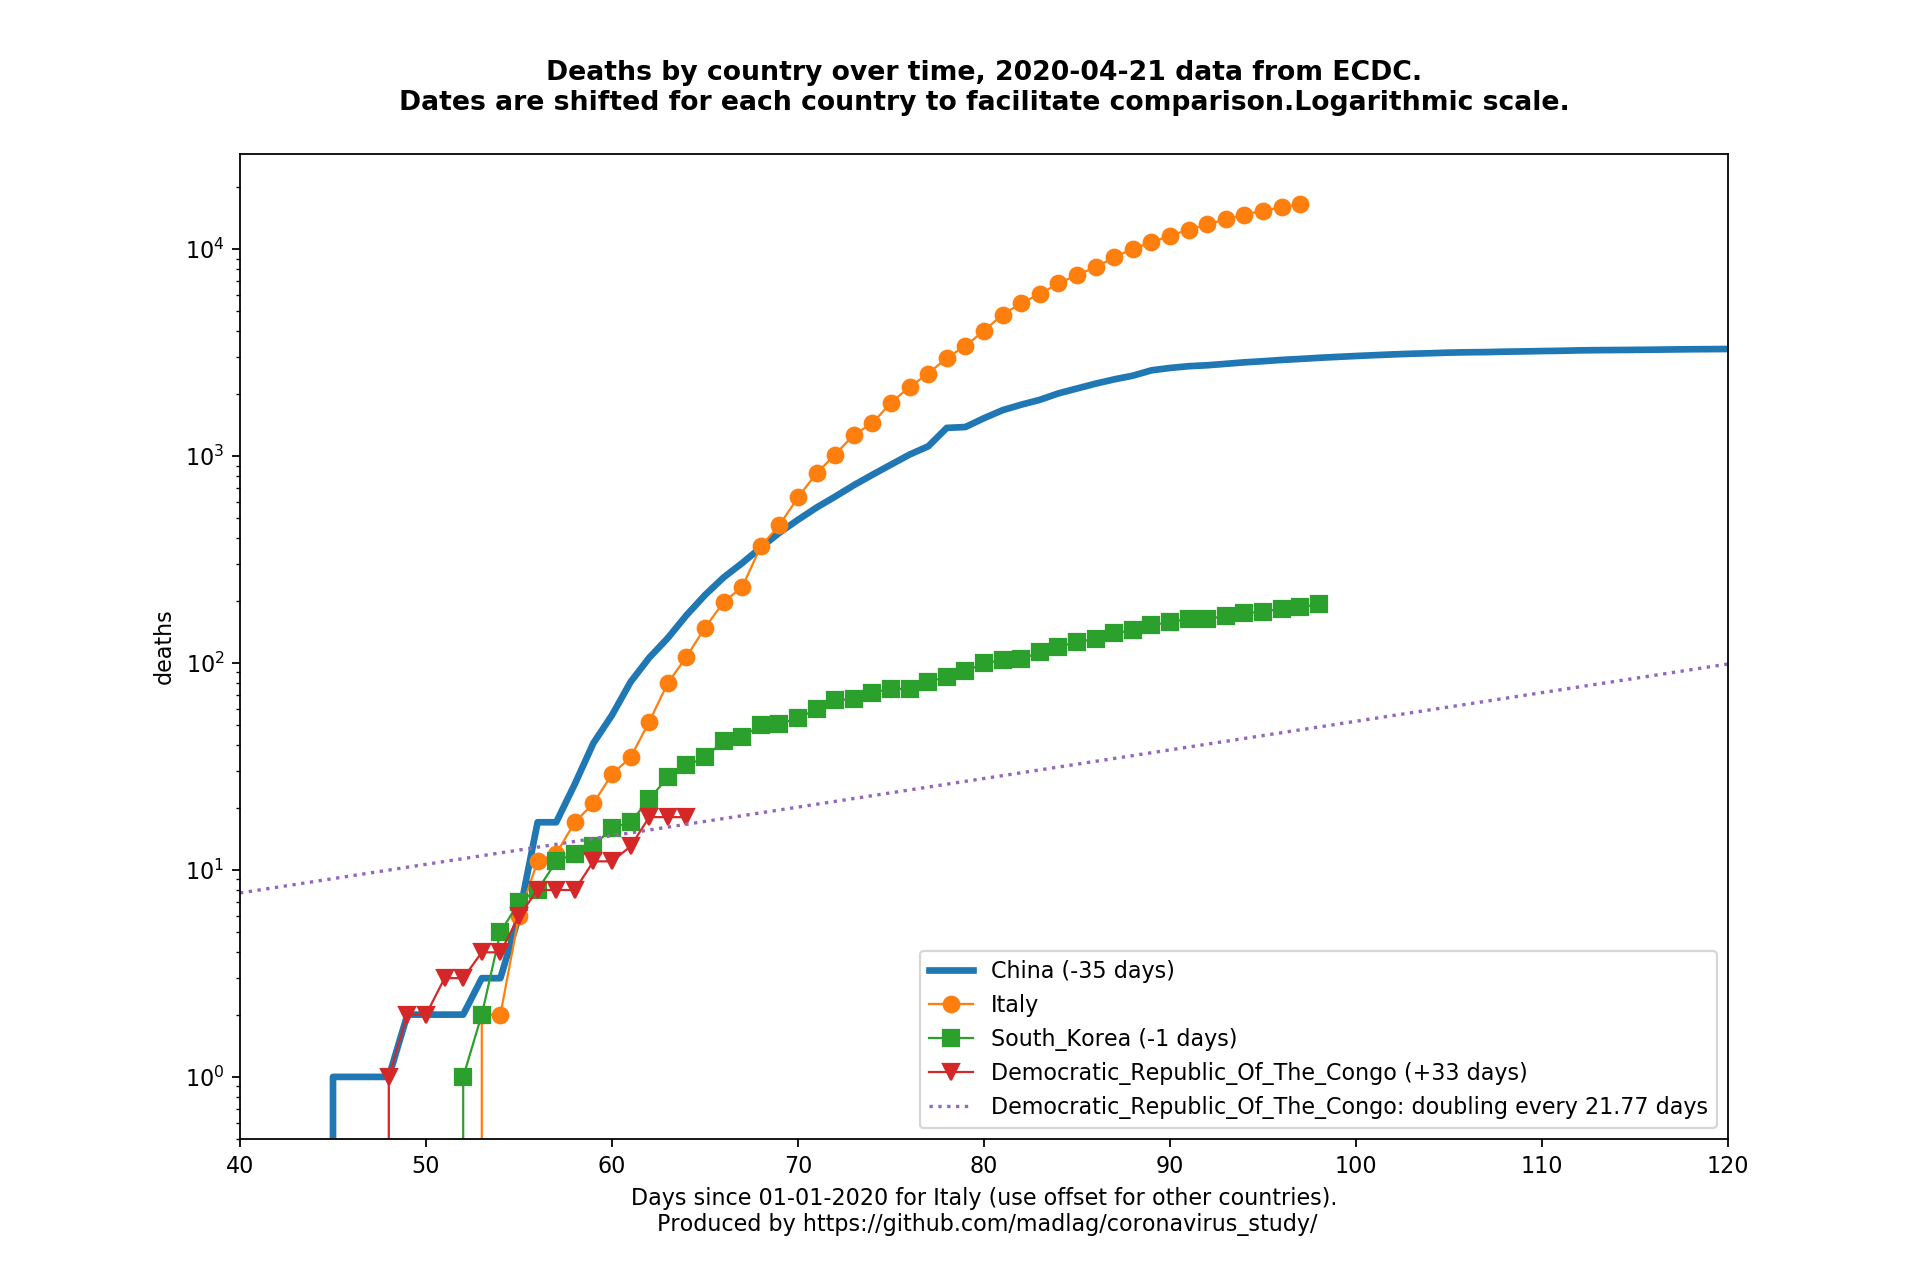 Deaths by country over time, 2020-04-21 data from ECDC.
Dates are shifted for each country to facilitate comparison.Logarithmic scale.
deaths
10⁴
10³
10²
10¹
10⁰
40 50 60 70 80 90 100 110 120
China (-35 days)
Italy
South_Korea (-1 days)
Democratic_Republic_Of_The_Congo (+33 days)
Democratic_Republic_Of_The_Congo: doubling every 21.77 days
Days since 01-01-2020 for Italy (use offset for other countries).
Produced by https://github.com/madlag/coronavirus_study/